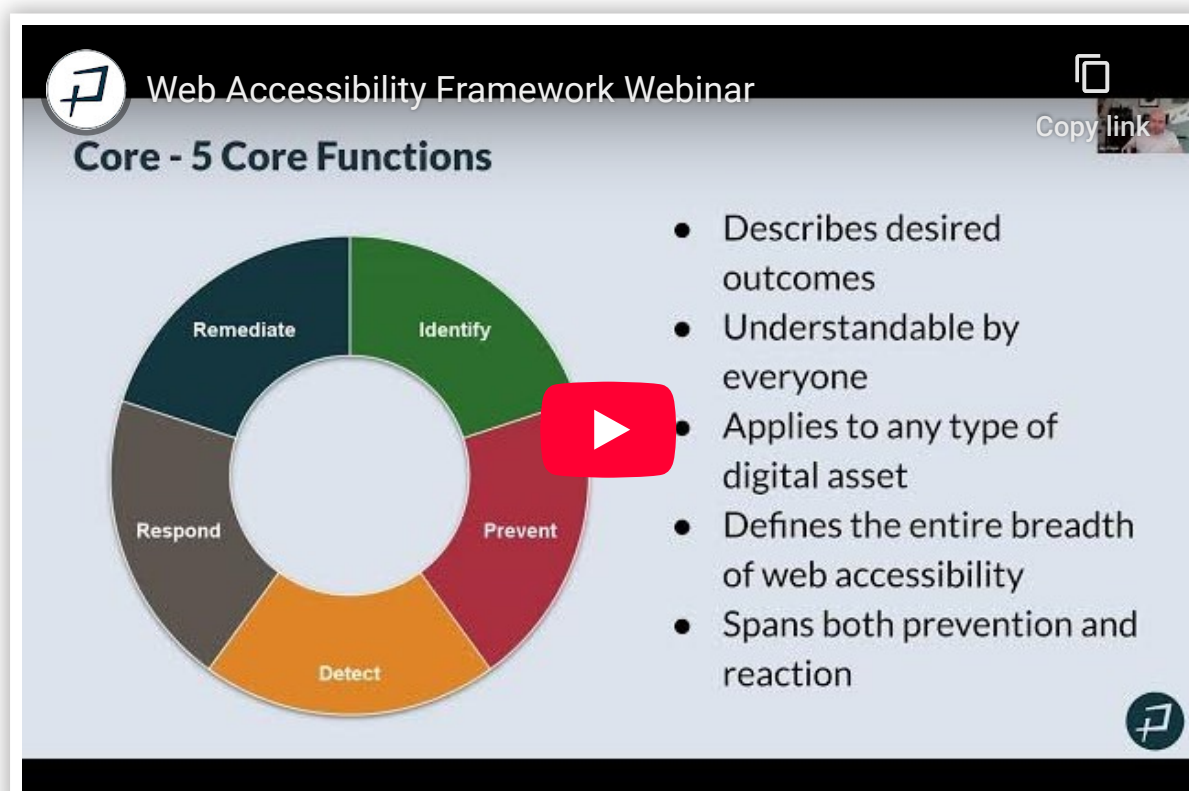 Web Accessibility Framework Webinar
Copy link
Core - 5 Core Functions
Remediate
Identify
Respond
Prevent
Detect
● Describes desired
outcomes
● Understandable by
everyone
● Applies to any type of
digital asset
● Defines the entire breadth
of web accessibility
● Spans both prevention and
reaction